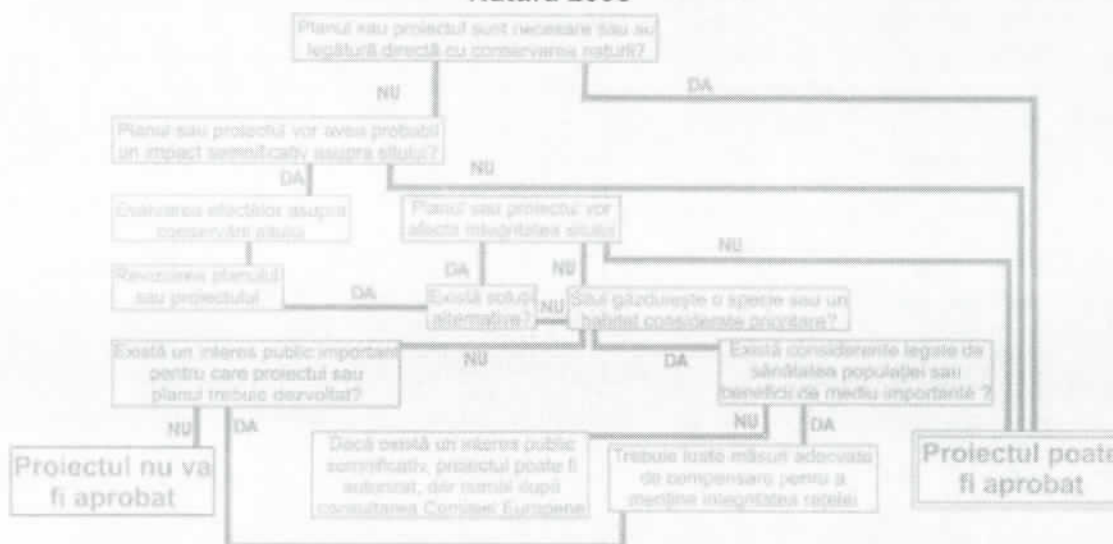 Planul sau proiectul sunt necesare sau au
legătură directă cu conservarea naturii?
NU
DA
Planul sau proiectul vor avea probabil
un impact semnificativ asupra sitului?
DA
NU
Evaluarea efectelor asupra
conservării sitului
Planul sau proiectul vor
afecta integritatea sitului
NU
DA
NU
Revizuirea planului
sau proiectului
DA
Există soluții
alternative?
NU
Situl găzduiește o specie sau un
habitat considerate prioritare?
Există un interes public important
pentru care proiectul sau
planul trebuie dezvoltat?
NU
DA
Există considerente legate de
sănătatea populației sau
beneficii de mediu importante ?
NU
DA
NU
DA
Proiectul nu va
fi aprobat
Dacă există un interes public
semnificativ, proiectul poate fi
autorizat, dar numai după
consultarea Comisiei Europene
Trebuie luate măsuri adecvate
de compensare pentru a
menține integritatea rețelei
Proiectul poate
fi aprobat